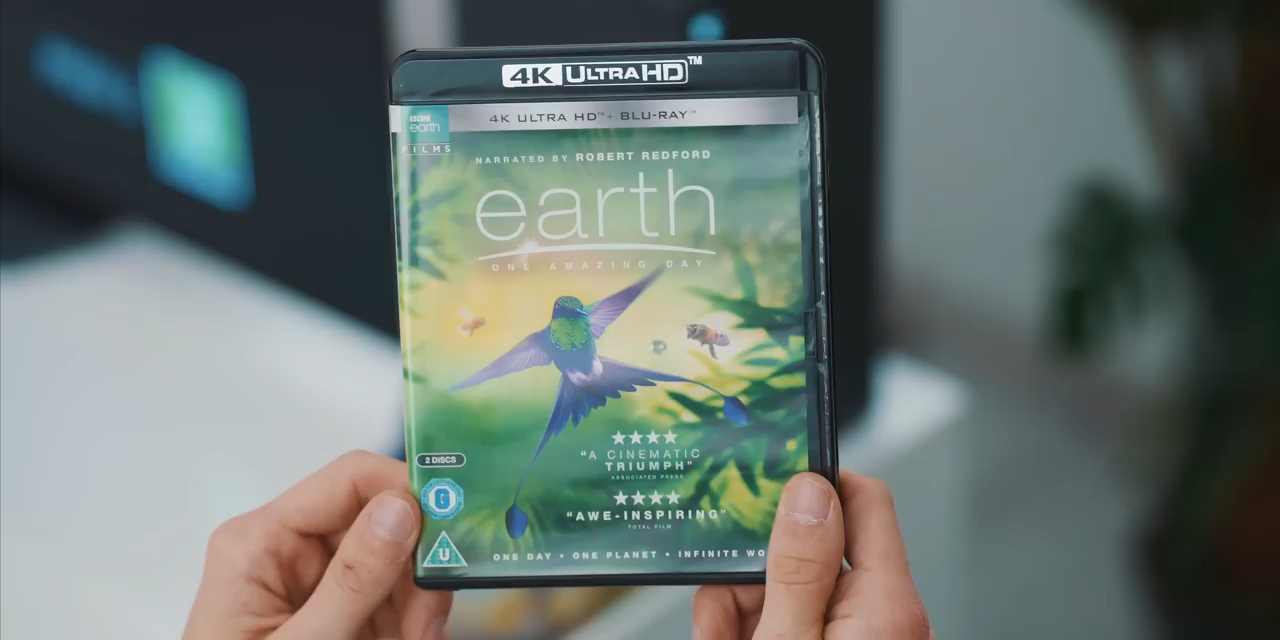 4K ULTRA HD™
4K ULTRA HD™+ BLU-RAY™
BBC
earth
FILMS
NARRATED BY ROBERT REDFORD
earth
ONE AMAZING DAY
★★★★
“A CINEMATIC
TRIUMPH”
ASSOCIATED PRESS
★★★★
“AWE-INSPIRING”
TOTAL FILM
2 DISCS
G
U
ONE DAY • ONE PLANET • INFINITE WO